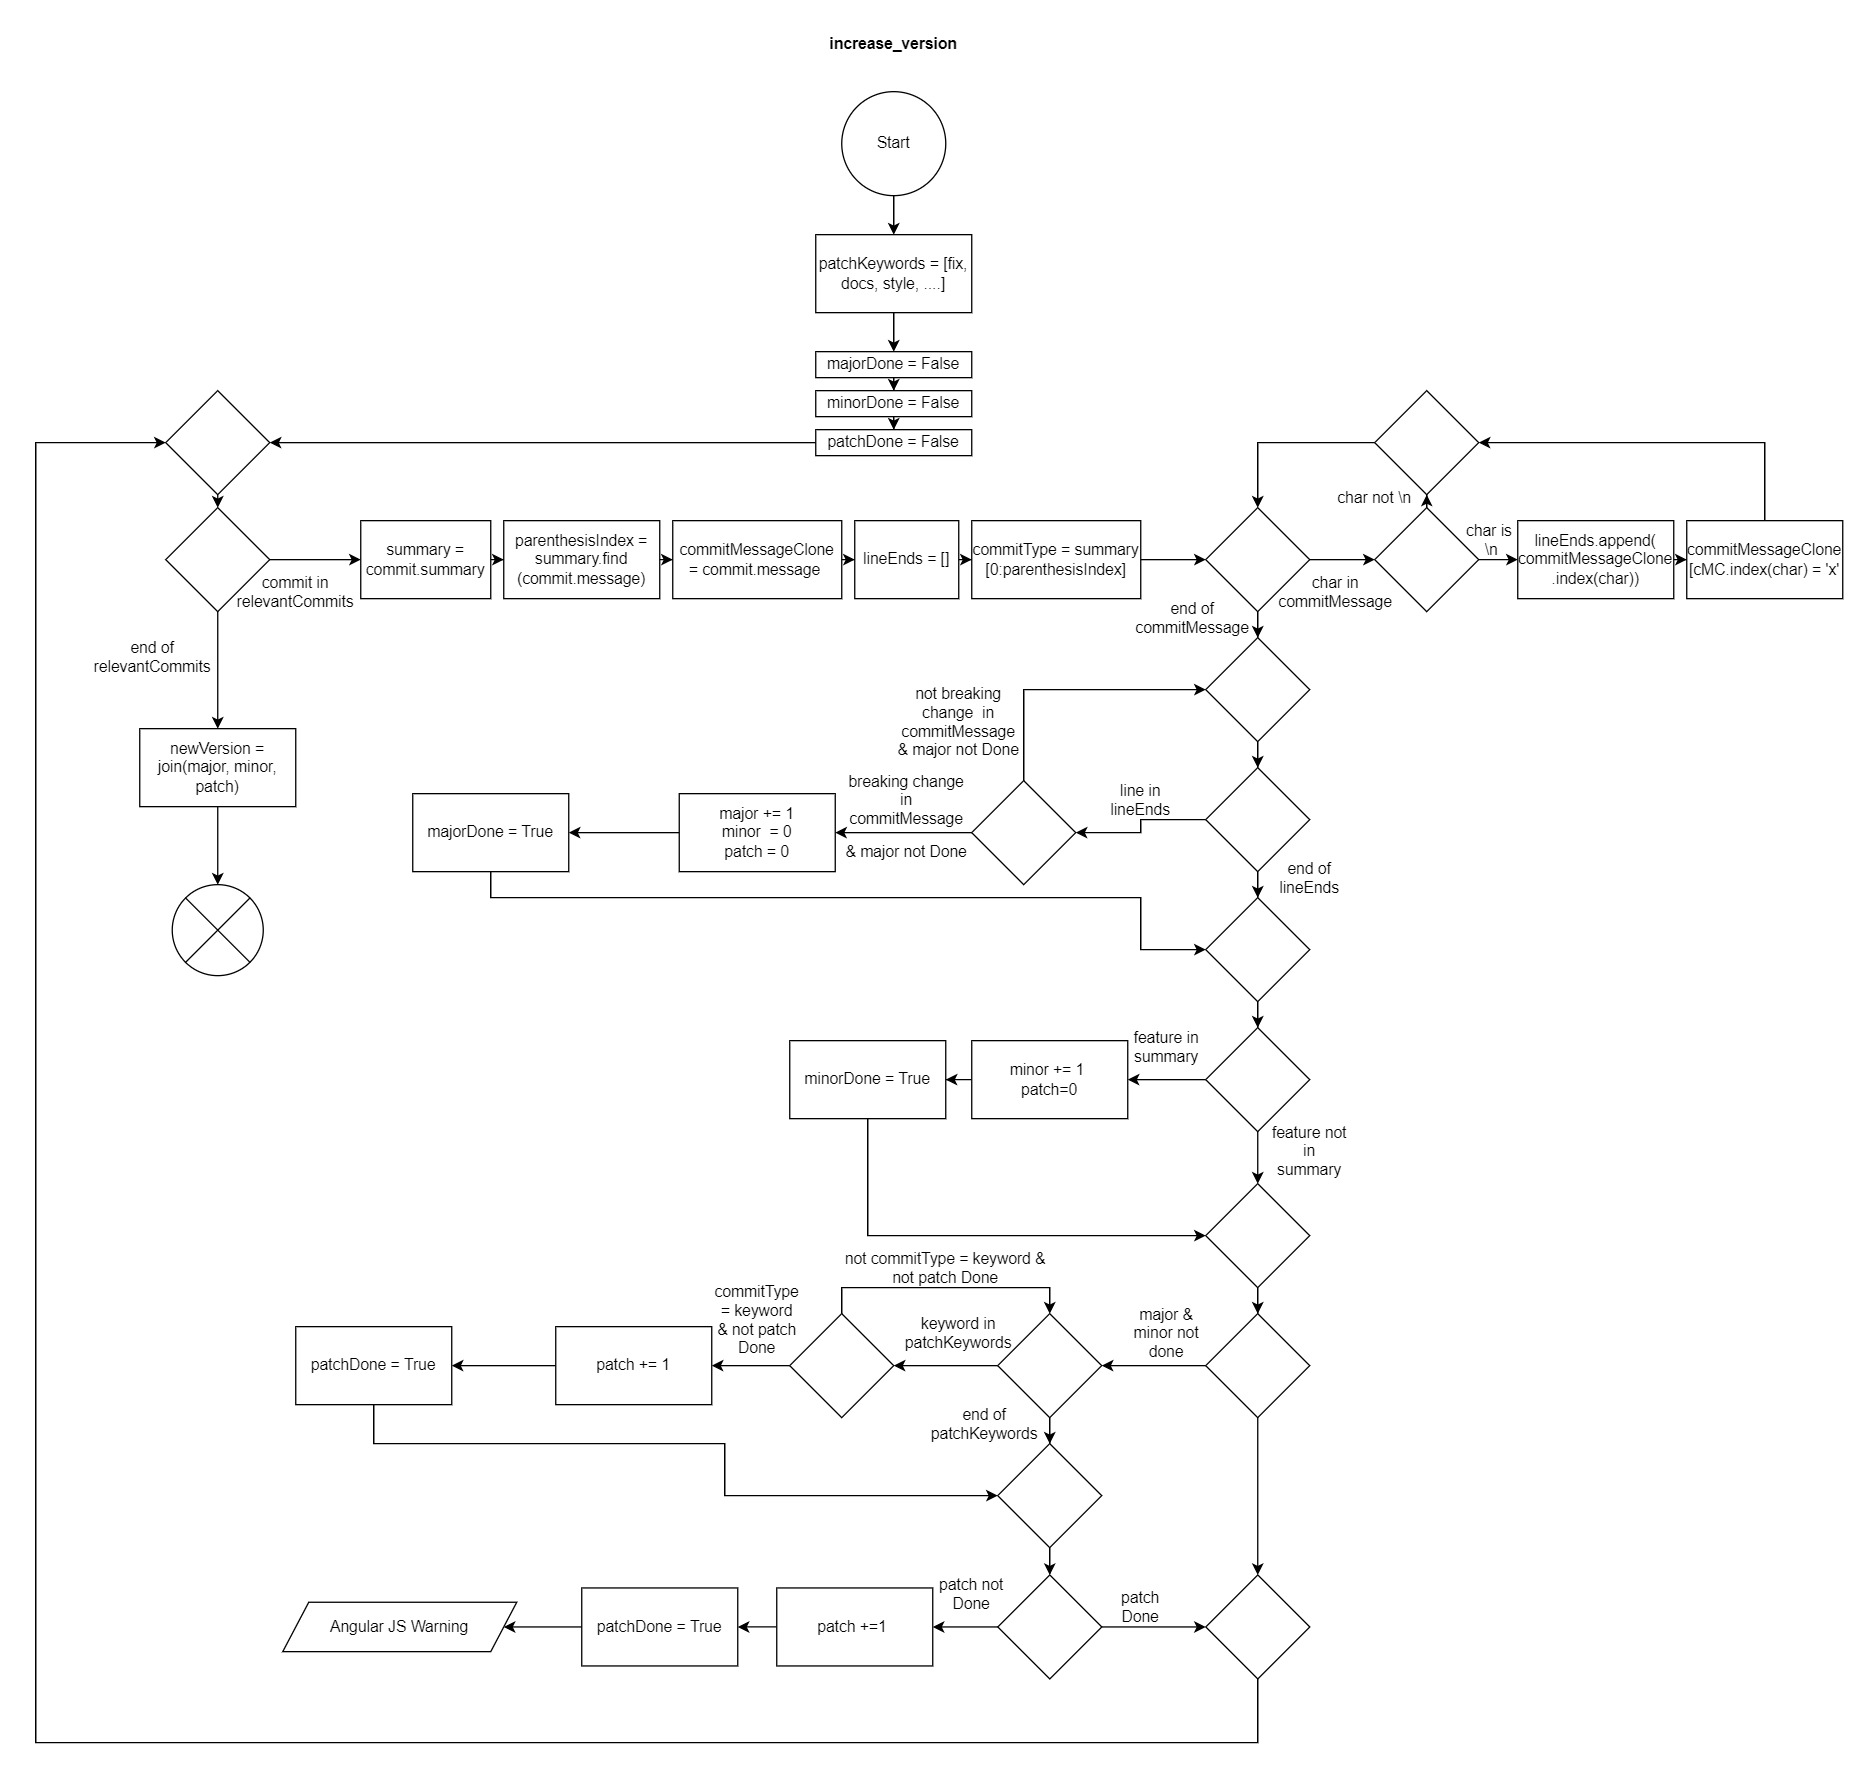 increase_version
Start
patchKeywords = [fix,
docs, style, ....]
majorDone = False
minorDone = False
patchDone = False
commit in
relevantCommits
summary =
commit.summary
parenthesisIndex =
summary.find
(commit.message)
commitMessageClone
= commit.message
lineEnds = []
commitType = summary
[0:parenthesisIndex]
char in
commitMessage
char not \n
char is
\n
lineEnds.append(
commitMessageClone
.index(char))
commitMessageClone
[cMC.index(char) = 'x'
end of
commitMessage
end of
relevantCommits
newVersion =
join(major, minor,
patch)
not breaking
change  in
commitMessage
& major not Done
line in
lineEnds
breaking change
in
commitMessage
& major not Done
major += 1
minor  = 0
patch = 0
majorDone = True
end of
lineEnds
feature in
summary
minor += 1
patch=0
minorDone = True
feature not
in
summary
major &
minor not
done
keyword in
patchKeywords
not commitType = keyword &
not patch Done
commitType
= keyword
& not patch
Done
patch += 1
patchDone = True
end of
patchKeywords
patch not
Done
patch
Done
patch +=1
patchDone = True
Angular JS Warning